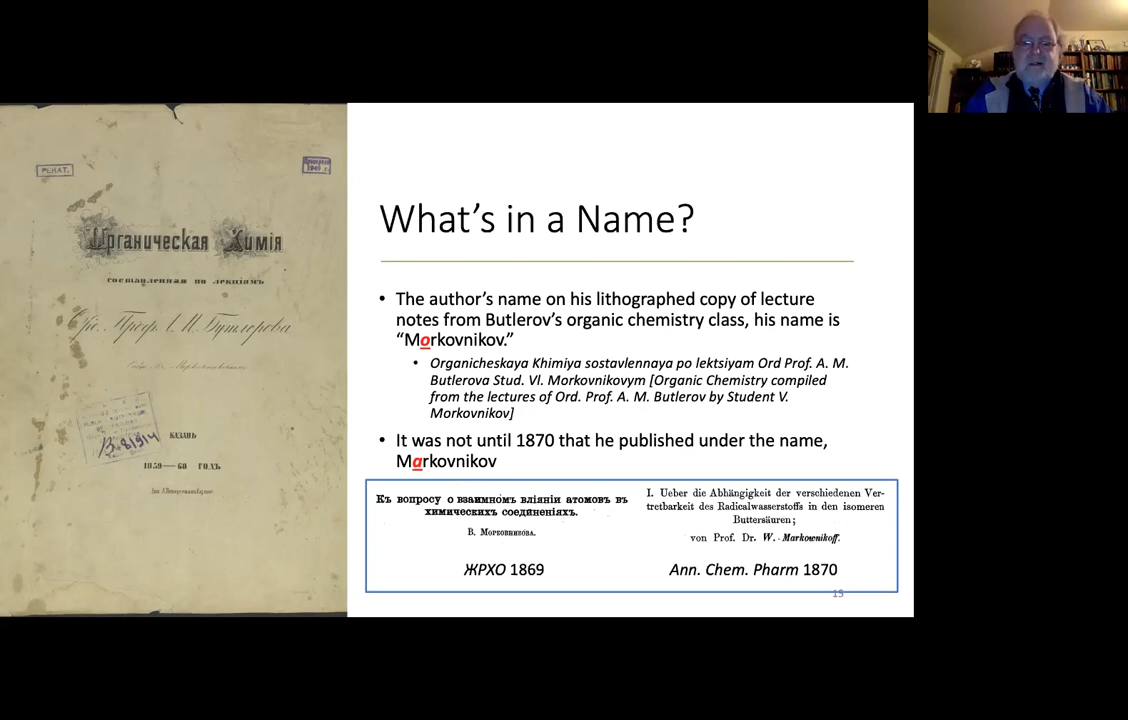 РЕНАТ.
Органическая Химія
составленная по лекціямъ
Орд. Проф. А. М. Бутлерова
КАЗАНЬ
1859—60 ГОДЪ
What's in a Name?
• The author's name on his lithographed copy of lecture
notes from Butlerov's organic chemistry class, his name is
“Morkovnikov.”
• Organicheskaya Khimiya sostavlennaya po lektsiyam Ord Prof. A. M.
Butlerova Stud. Vl. Morkovnikovym [Organic Chemistry compiled
from the lectures of Ord. Prof. A. M. Butlerov by Student V.
Morkovnikov]
• It was not until 1870 that he published under the name,
Markovnikov
Къ вопросу о взаимномъ вліяніи атомовъ въ
химическихъ соединеніяхъ.
В. Морковникова.
ЖРХО 1869
I. Ueber die Abhängigkeit der verschiedenen Ver-
tretbarkeit des Radicalwasserstoffs in den isomeren
Buttersäuren;
von Prof. Dr. W. Markownikoff.
Ann. Chem. Pharm 1870
13